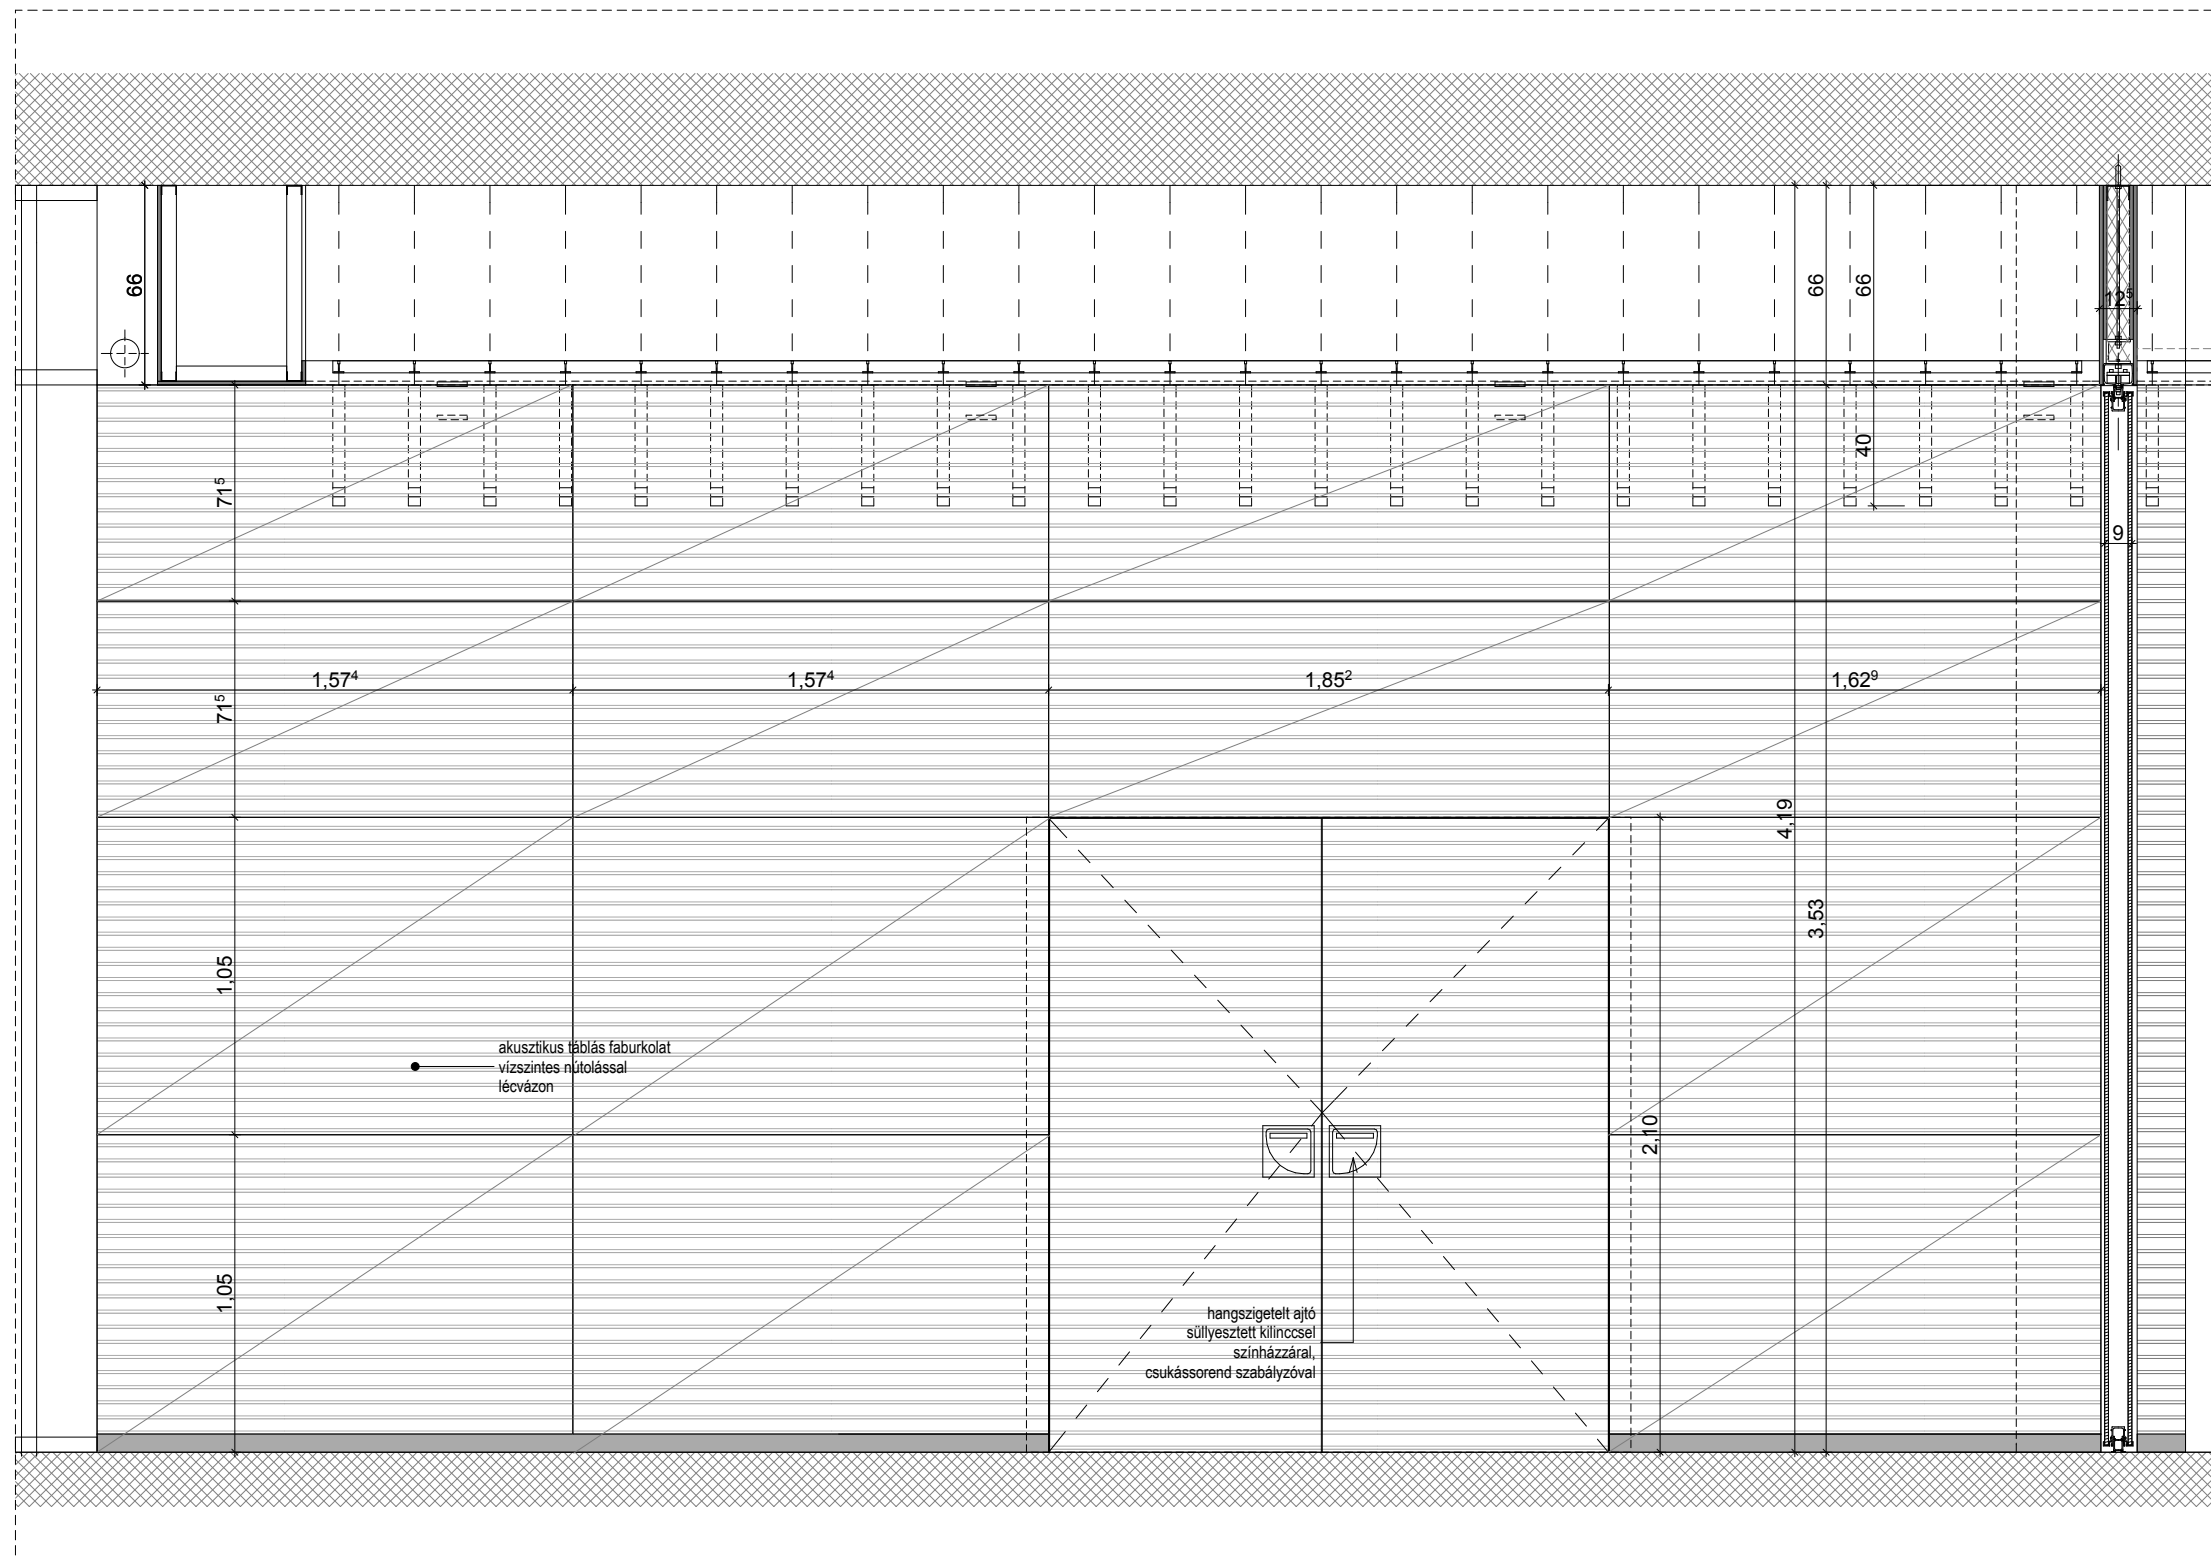 66
66
66
12⁵
40
71⁵
9
1,57⁴
1,57⁴
1,85²
1,62⁹
71⁵
4,19
3,53
1,05
akusztikus táblás faburkolat
vízszintes nútolással
lécvázon
2,10
1,05
hangszigetelt ajtó
süllyesztett kilinccsel
színházzáral,
csukássorend szabályzóval